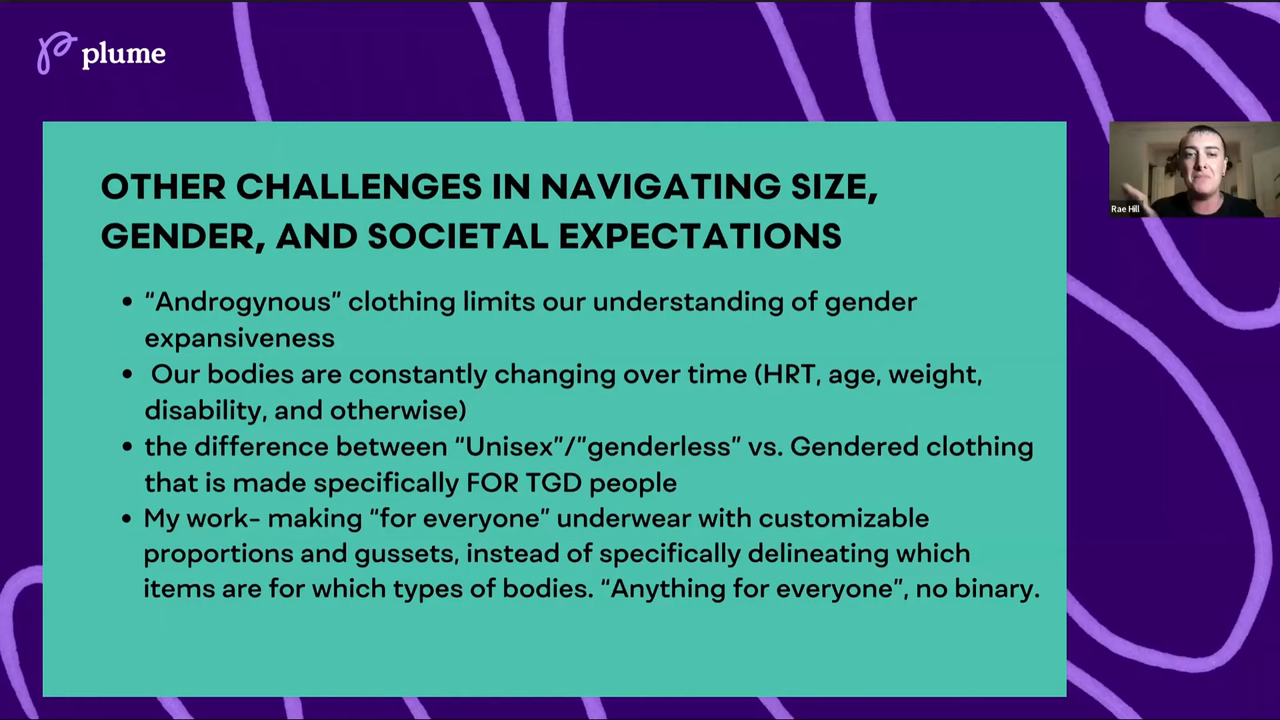 plume
OTHER CHALLENGES IN NAVIGATING SIZE,
GENDER, AND SOCIETAL EXPECTATIONS
• “Androgynous” clothing limits our understanding of gender
expansiveness
• Our bodies are constantly changing over time (HRT, age, weight,
disability, and otherwise)
• the difference between “Unisex”/”genderless” vs. Gendered clothing
that is made specifically FOR TGD people
• My work- making “for everyone” underwear with customizable
proportions and gussets, instead of specifically delineating which
items are for which types of bodies. “Anything for everyone”, no binary.
Rae Hill